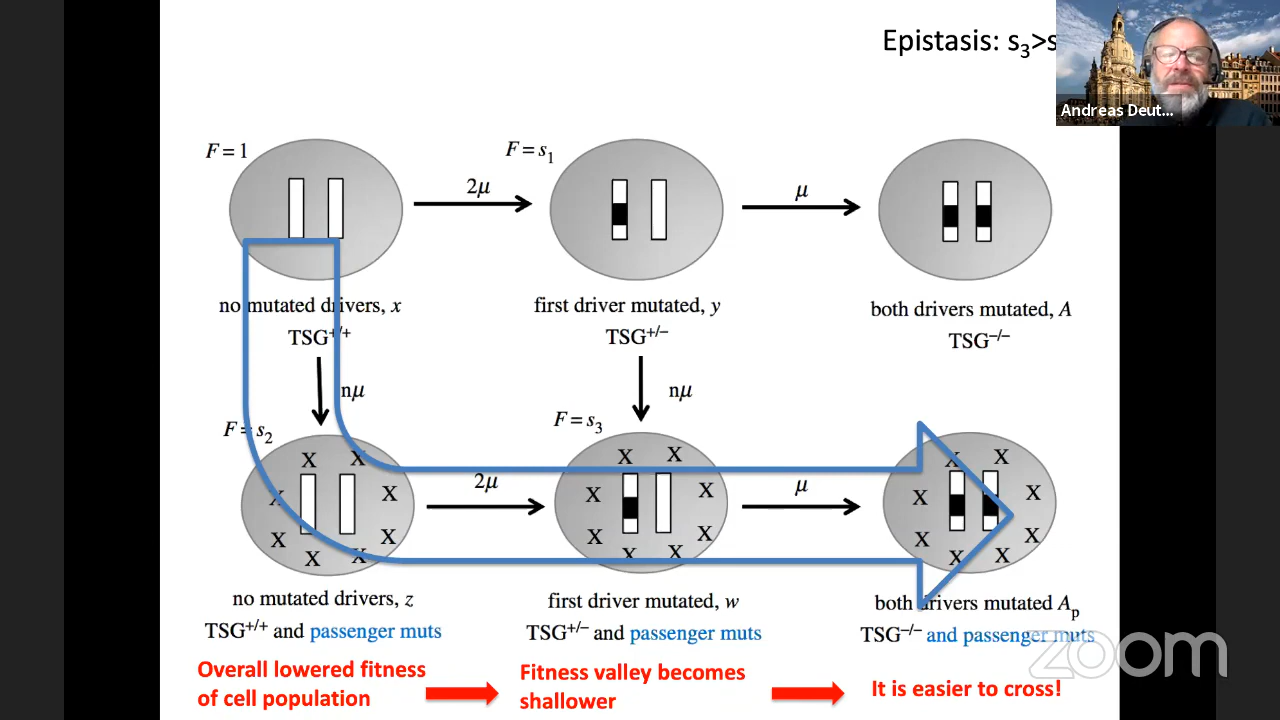 Epistasis: s₃>s
Andreas Deut...
F = 1
F = s₁
2μ
μ
no mutated drivers, x
TSG⁺/⁺
first driver mutated, y
TSG⁺/⁻
both drivers mutated, A
TSG⁻/⁻
nμ
nμ
F = s₂
F = s₃
X X X X X X X X
X X X X X X X X
X X X X X X X X
2μ
μ
no mutated drivers, z
TSG⁺/⁺ and passenger muts
first driver mutated, w
TSG⁺/⁻ and passenger muts
both drivers mutated Aₚ
TSG⁻/⁻ and passenger muts
zoom
Overall lowered fitness
of cell population
Fitness valley becomes
shallower
It is easier to cross!